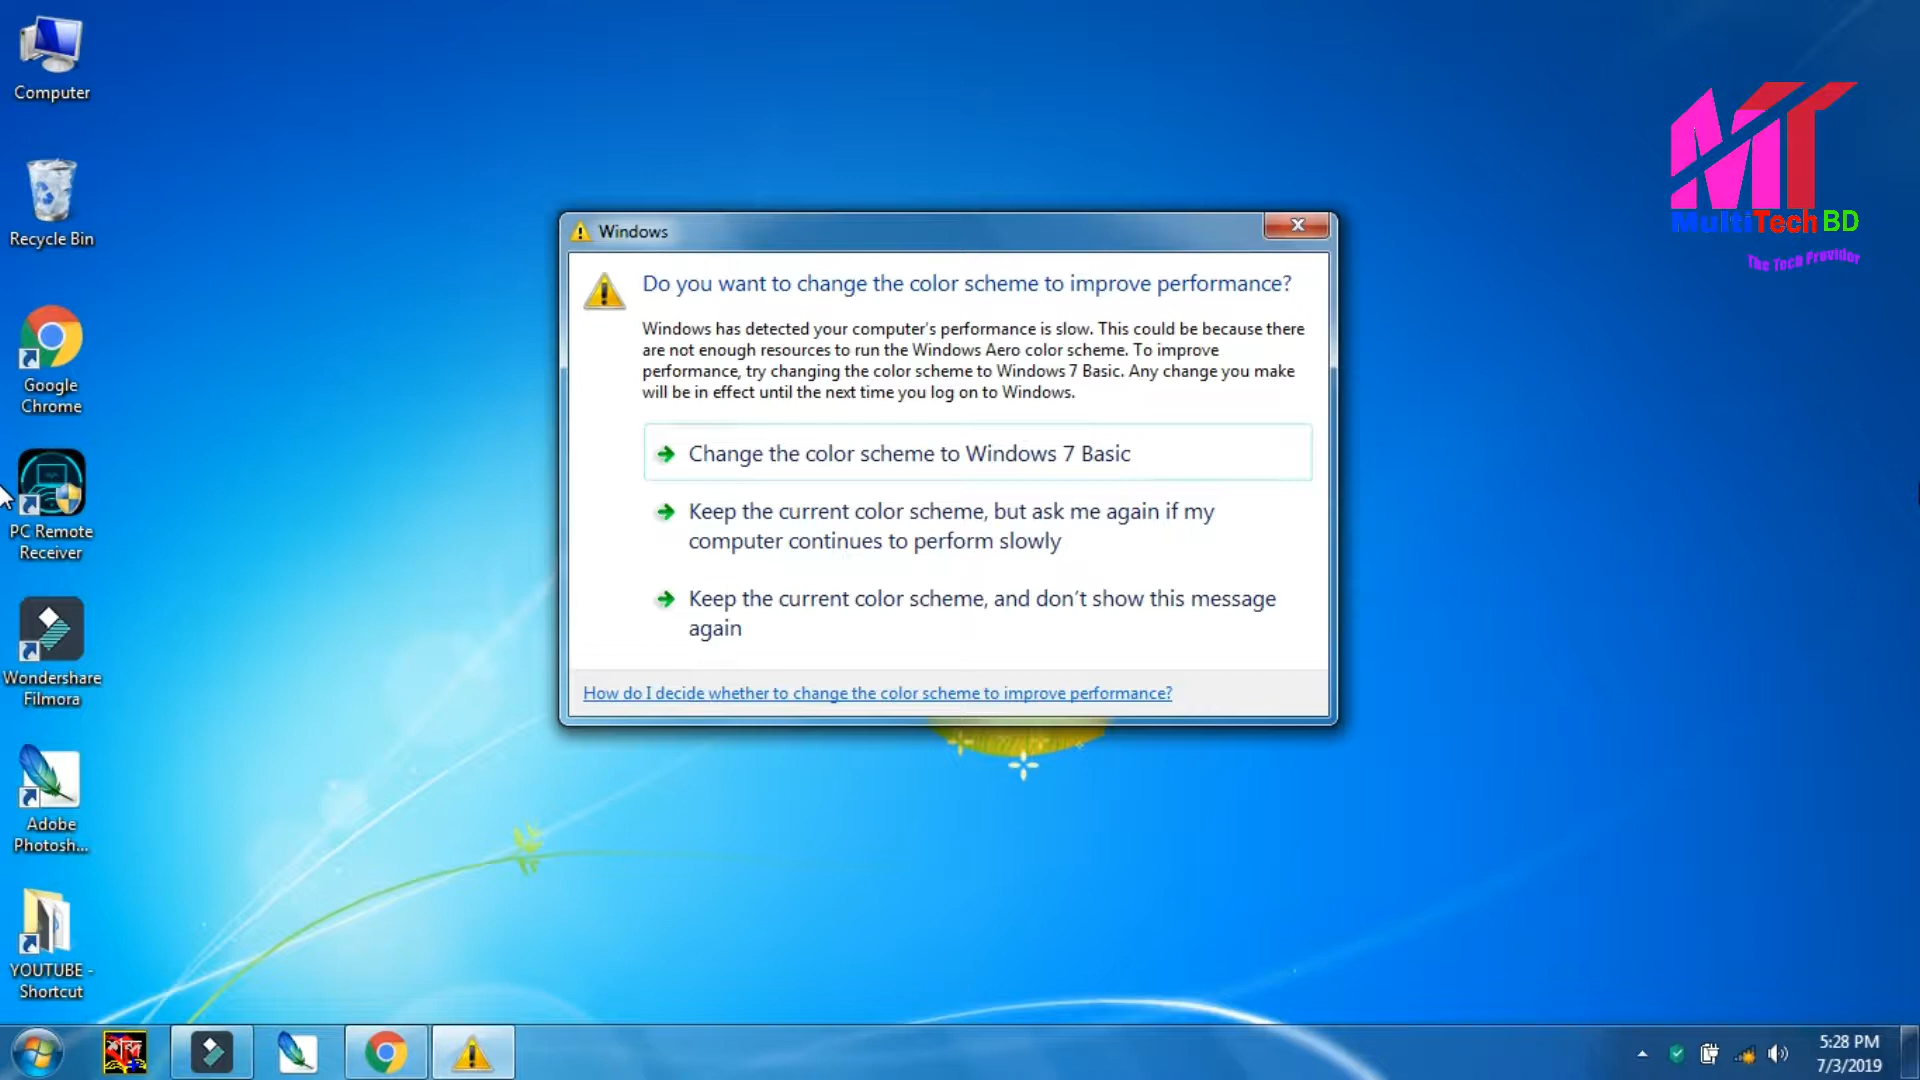 Computer
Recycle Bin
Google
Chrome
PC Remote
Receiver
Wondershare
Filmora
Adobe
Photosh...
YOUTUBE -
Shortcut
MT
MultiTech BD
The Tech Provider
Windows
Do you want to change the color scheme to improve performance?
Windows has detected your computer's performance is slow. This could be because there
are not enough resources to run the Windows Aero color scheme. To improve
performance, try changing the color scheme to Windows 7 Basic. Any change you make
will be in effect until the next time you log on to Windows.
Change the color scheme to Windows 7 Basic
Keep the current color scheme, but ask me again if my
computer continues to perform slowly
Keep the current color scheme, and don't show this message
again
How do I decide whether to change the color scheme to improve performance?
5:28 PM
7/3/2019